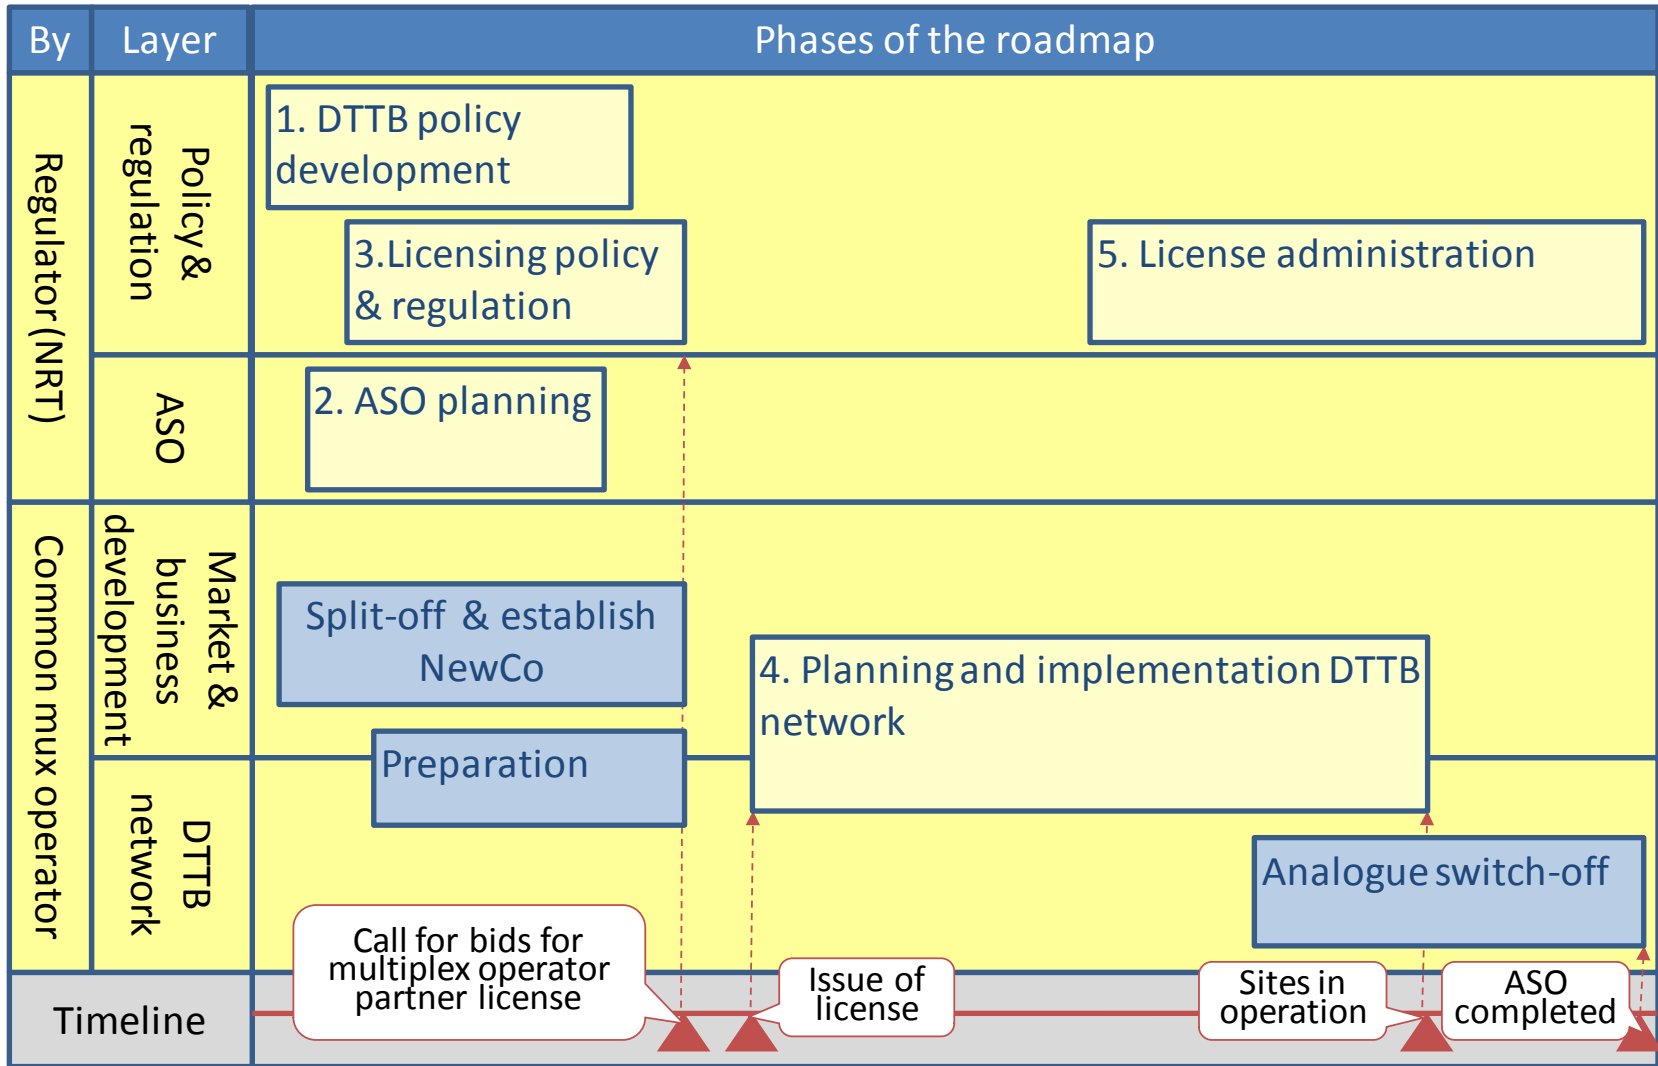 By
Layer
Phases of the roadmap
Regulator (NRT)
Policy &
regulation
1. DTTB policy
development
3.Licensing policy
& regulation
5. License administration
ASO
2. ASO planning
Common mux operator
Market &
business
development
Split-off & establish
NewCo
4. Planning and implementation DTTB
network
Preparation
DTTB
network
Analogue switch-off
Timeline
Call for bids for
multiplex operator
partner license
Issue of
license
Sites in
operation
ASO
completed